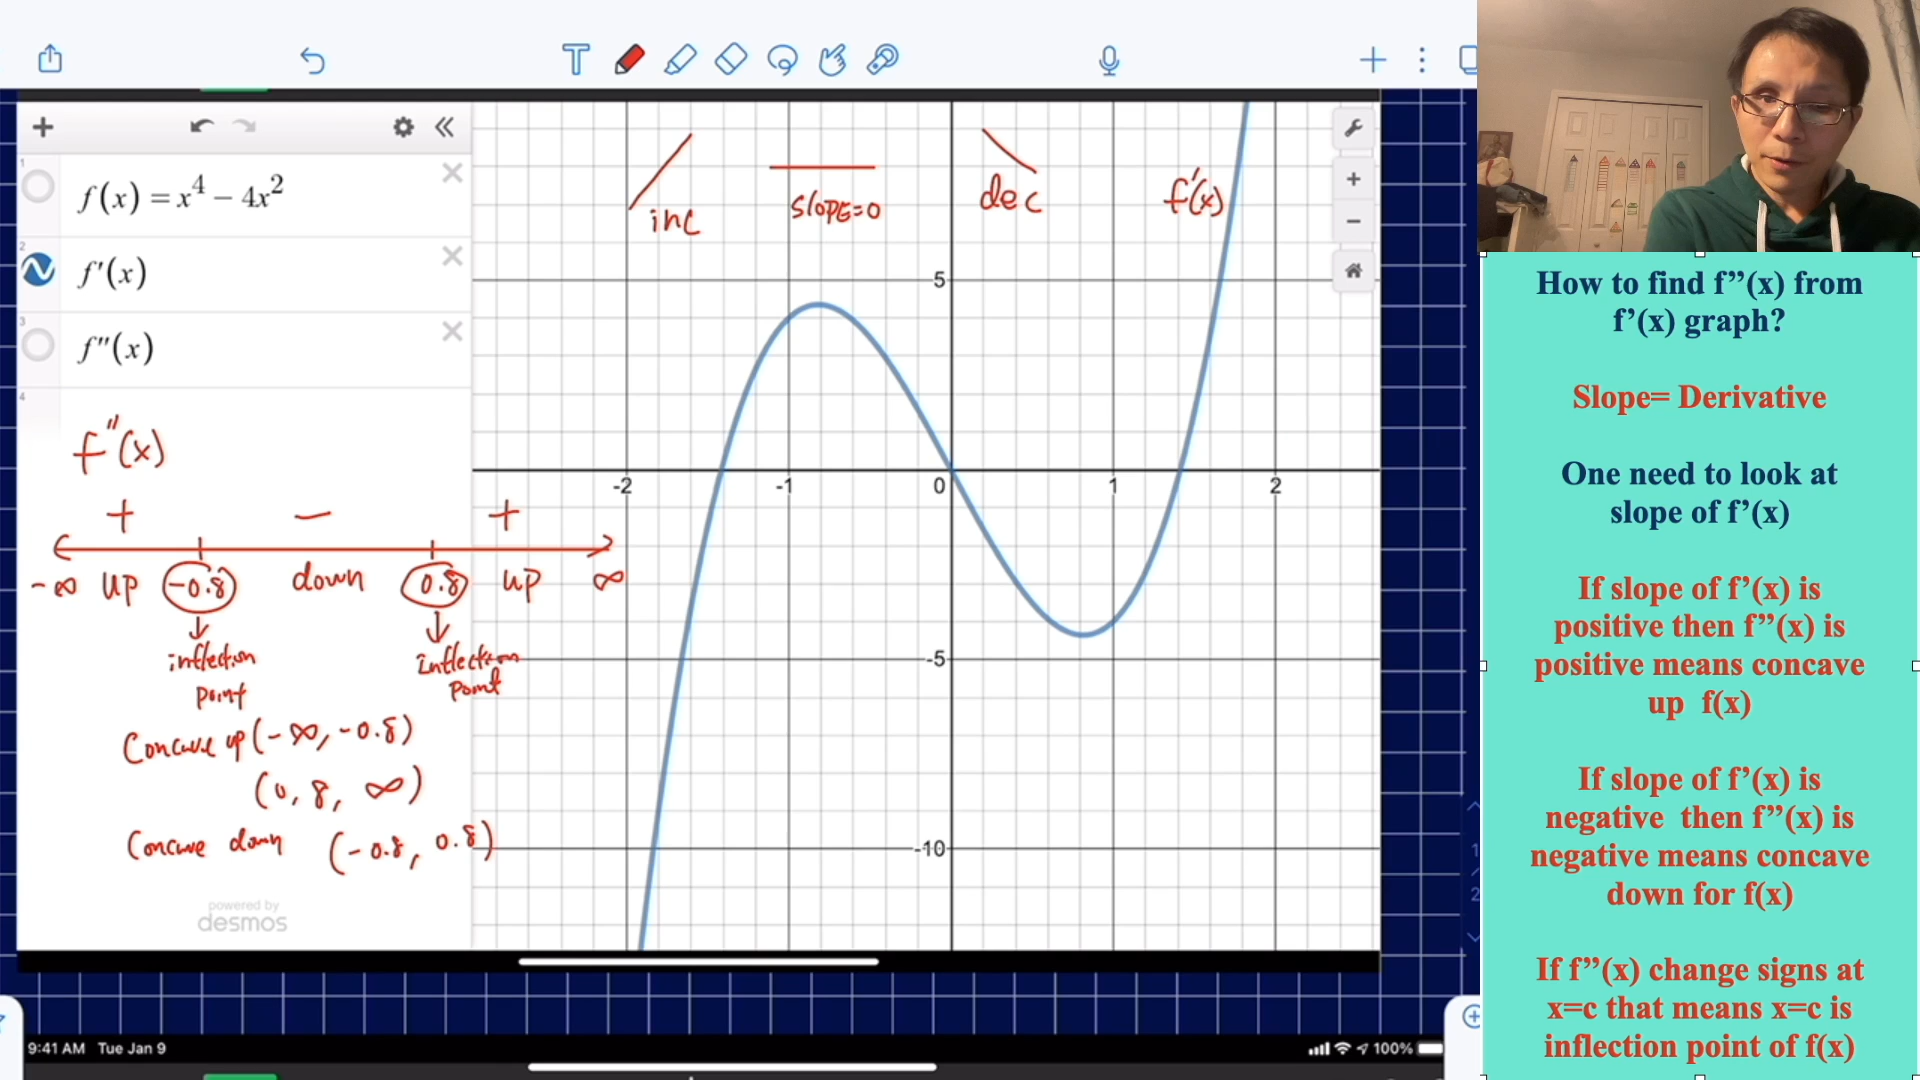 1
f(x) = x⁴ – 4x²
2
f′(x)
3
f″(x)
4
f″(x)
+ — +
-∞ up -0.8 down 0.8 up ∞
inflection
point
inflection
point
Concave up (-∞, -0.8)
(0, 8, ∞)
Concave down (-0.8, 0.8)
powered by
desmos
inc
slope=0
dec
f′(x)
5
-2 -1 0 1 2
-5
-10
+
−
9:41 AM Tue Jan 9
100%
How to find f”(x) from
f’(x) graph?
Slope= Derivative
One need to look at
slope of f’(x)
If slope of f’(x) is
positive then f”(x) is
positive means concave
up f(x)
If slope of f’(x) is
negative then f”(x) is
negative means concave
down for f(x)
If f”(x) change signs at
x=c that means x=c is
inflection point of f(x)